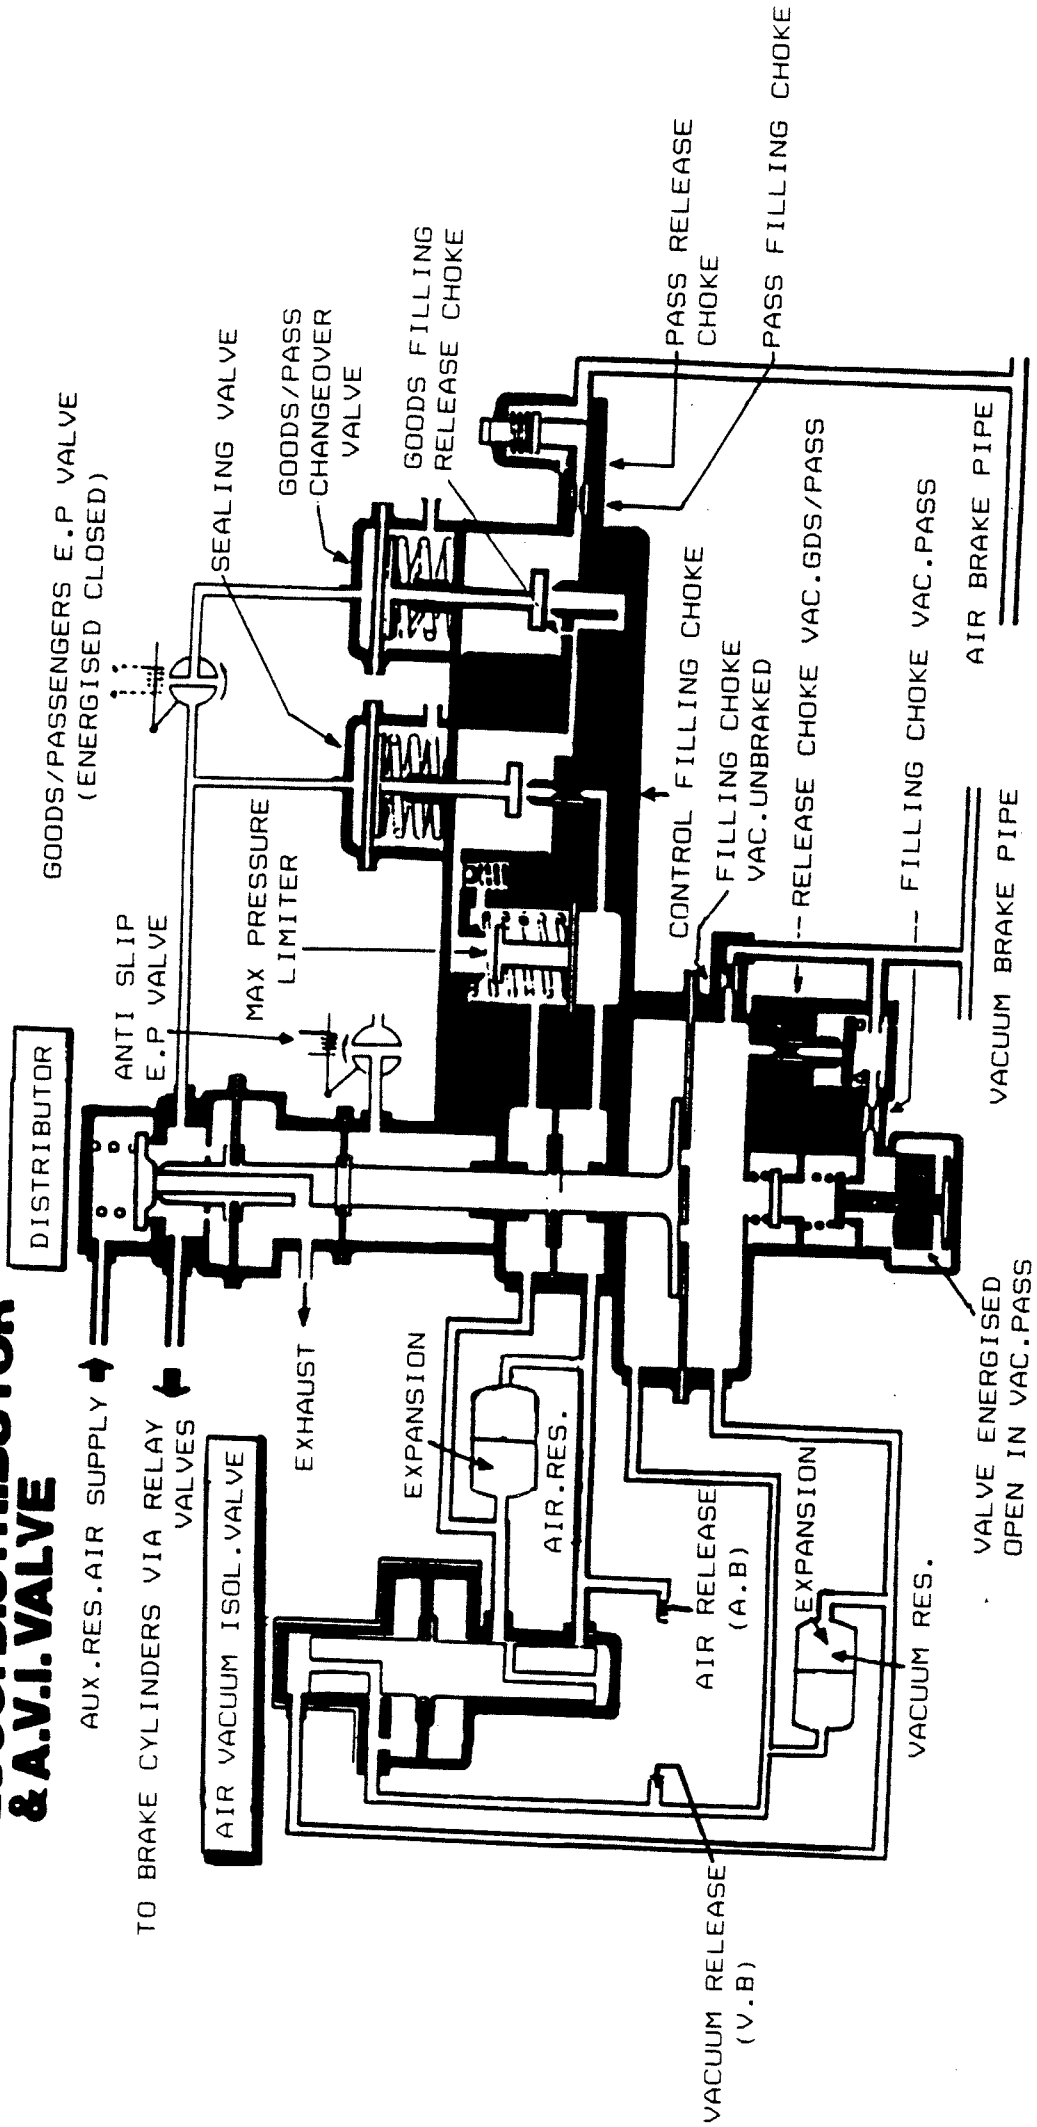 & A.V.I. VALVE
DISTRIBUTOR
AUX.RES.AIR SUPPLY
TO BRAKE CYLINDERS VIA RELAY
VALVES
AIR VACUUM ISOL.VALVE
EXHAUST
ANTI SLIP
E.P VALVE
GOODS/PASSENGERS E.P VALVE
(ENERGISED CLOSED)
MAX PRESSURE
LIMITER
SEALING VALVE
GOODS/PASS
CHANGEOVER
VALVE
GOODS FILLING
RELEASE CHOKE
PASS RELEASE
CHOKE
PASS FILLING CHOKE
EXPANSION
AIR.RES.
AIR RELEASE
(A.B)
VACUUM RELEASE
(V.B)
EXPANSION
VACUUM RES.
CONTROL FILLING CHOKE
FILLING CHOKE
VAC.UNBRAKED
RELEASE CHOKE VAC.GDS/PASS
FILLING CHOKE VAC.PASS
AIR BRAKE PIPE
VACUUM BRAKE PIPE
VALVE ENERGISED
OPEN IN VAC.PASS